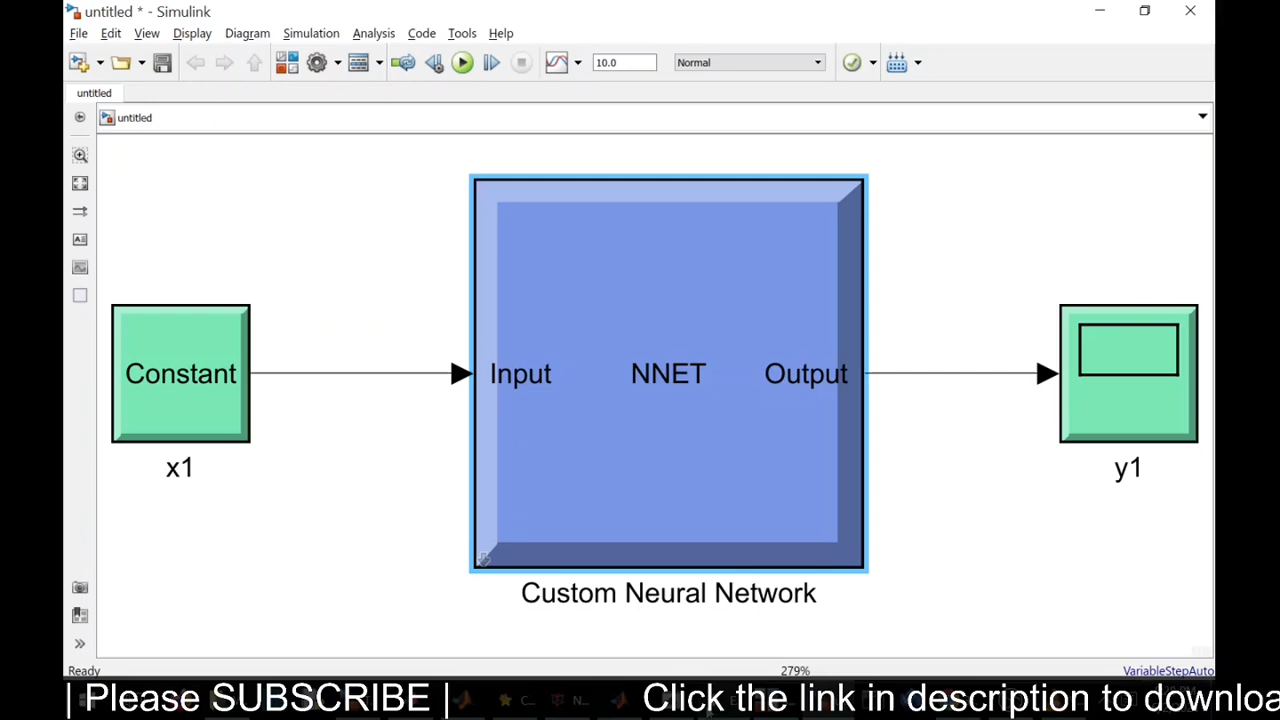 untitled * - Simulink
File Edit View Display Diagram Simulation Analysis Code Tools Help
10.0 Normal
untitled
untitled
Constant
Input NNET Output
x1
y1
Custom Neural Network
Ready 279% VariableStepAuto
| Please SUBSCRIBE | Click the link in description to downloa